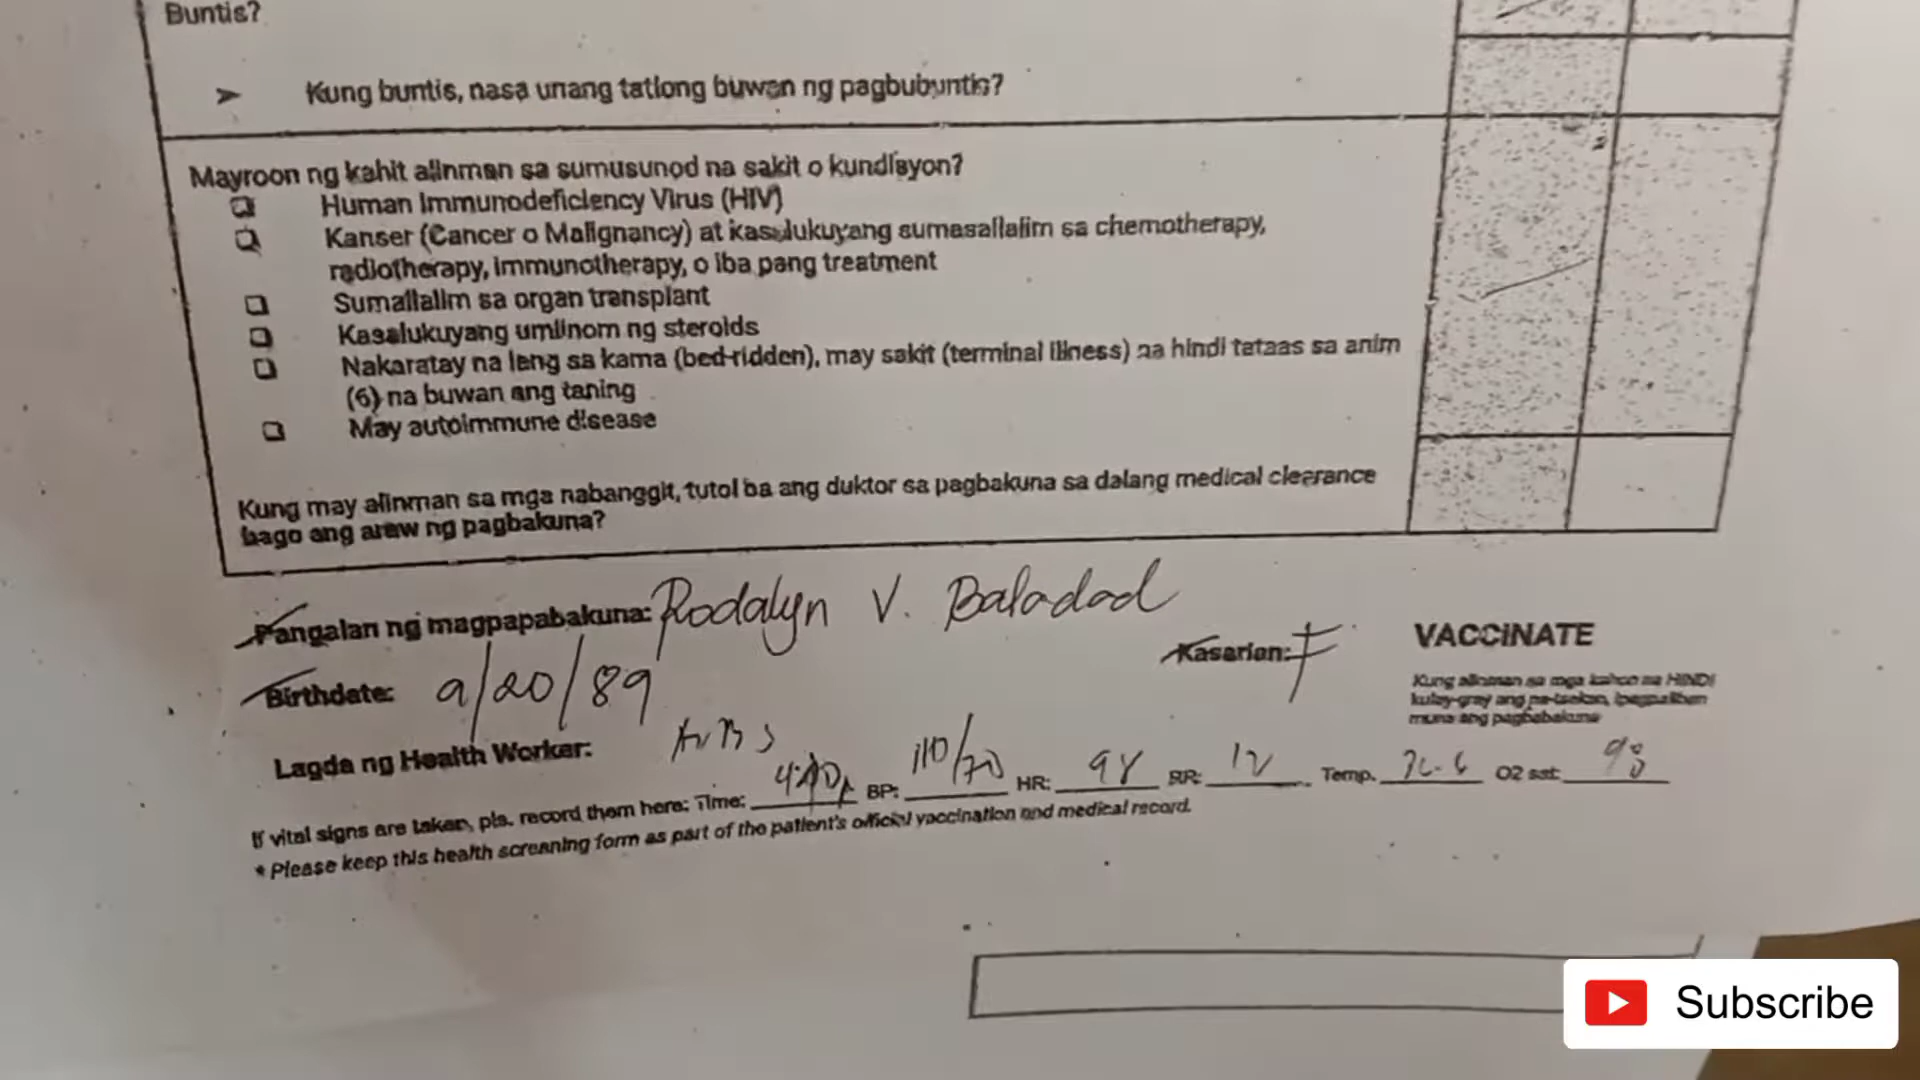 Buntis?
➤ Kung buntis, nasa unang tatlong buwan ng pagbubuntis?
Mayroon ng kahit alinman sa sumusunod na sakit o kundisyon?
❑ Human Immunodeficiency Virus (HIV)
❑ Kanser (Cancer o Malignancy) at kasalukuyang sumasailalim sa chemotherapy,
radiotherapy, immunotherapy, o iba pang treatment
❑ Sumailalim sa organ transplant
❑ Kasalukuyang umiinom ng steroids
❑ Nakaratay na lang sa kama (bed-ridden), may sakit (terminal illness) na hindi tataas sa anim
(6) na buwan ang taning
❑ May autoimmune disease
Kung may alinman sa mga nabanggit, tutol ba ang duktor sa pagbakuna sa dalang medical clearance
bago ang araw ng pagbakuna?
Pangalan ng magpapabakuna: Rodalyn V. Baladad
Kasarian: F
VACCINATE
Birthdate: 9/20/89
Kung alinman sa mga kahon na HINDI
kulay-gray ang na-tsekan, ipagpaliban
muna ang pagbabakuna
Lagda ng Health Worker:
If vital signs are taken, pls. record them here: Time: BP: 110/70 HR: 98 RR: 12 Temp. 36.6 O2 sat: 98
* Please keep this health screening form as part of the patient's official vaccination and medical record.
Subscribe